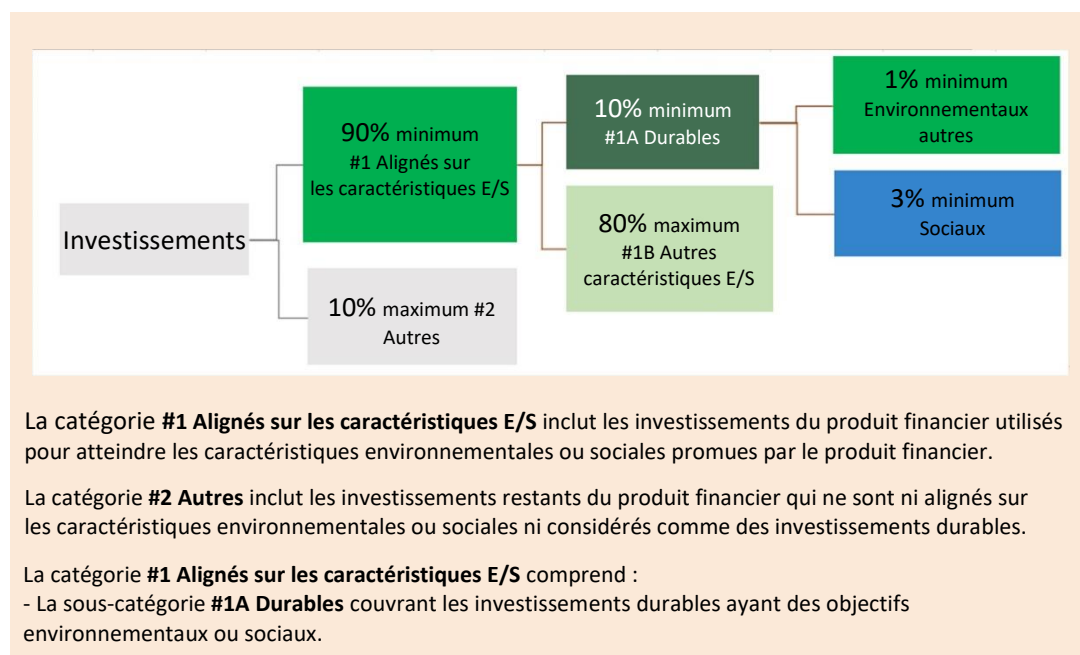 Investissements
90% minimum
#1 Alignés sur
les caractéristiques E/S
10% maximum #2
Autres
10% minimum
#1A Durables
80% maximum
#1B Autres
caractéristiques E/S
1% minimum
Environnementaux
autres
3% minimum
Sociaux
La catégorie #1 Alignés sur les caractéristiques E/S inclut les investissements du produit financier utilisés
pour atteindre les caractéristiques environnementales ou sociales promues par le produit financier.
La catégorie #2 Autres inclut les investissements restants du produit financier qui ne sont ni alignés sur
les caractéristiques environnementales ou sociales ni considérés comme des investissements durables.
La catégorie #1 Alignés sur les caractéristiques E/S comprend :
- La sous-catégorie #1A Durables couvrant les investissements durables ayant des objectifs
environnementaux ou sociaux.